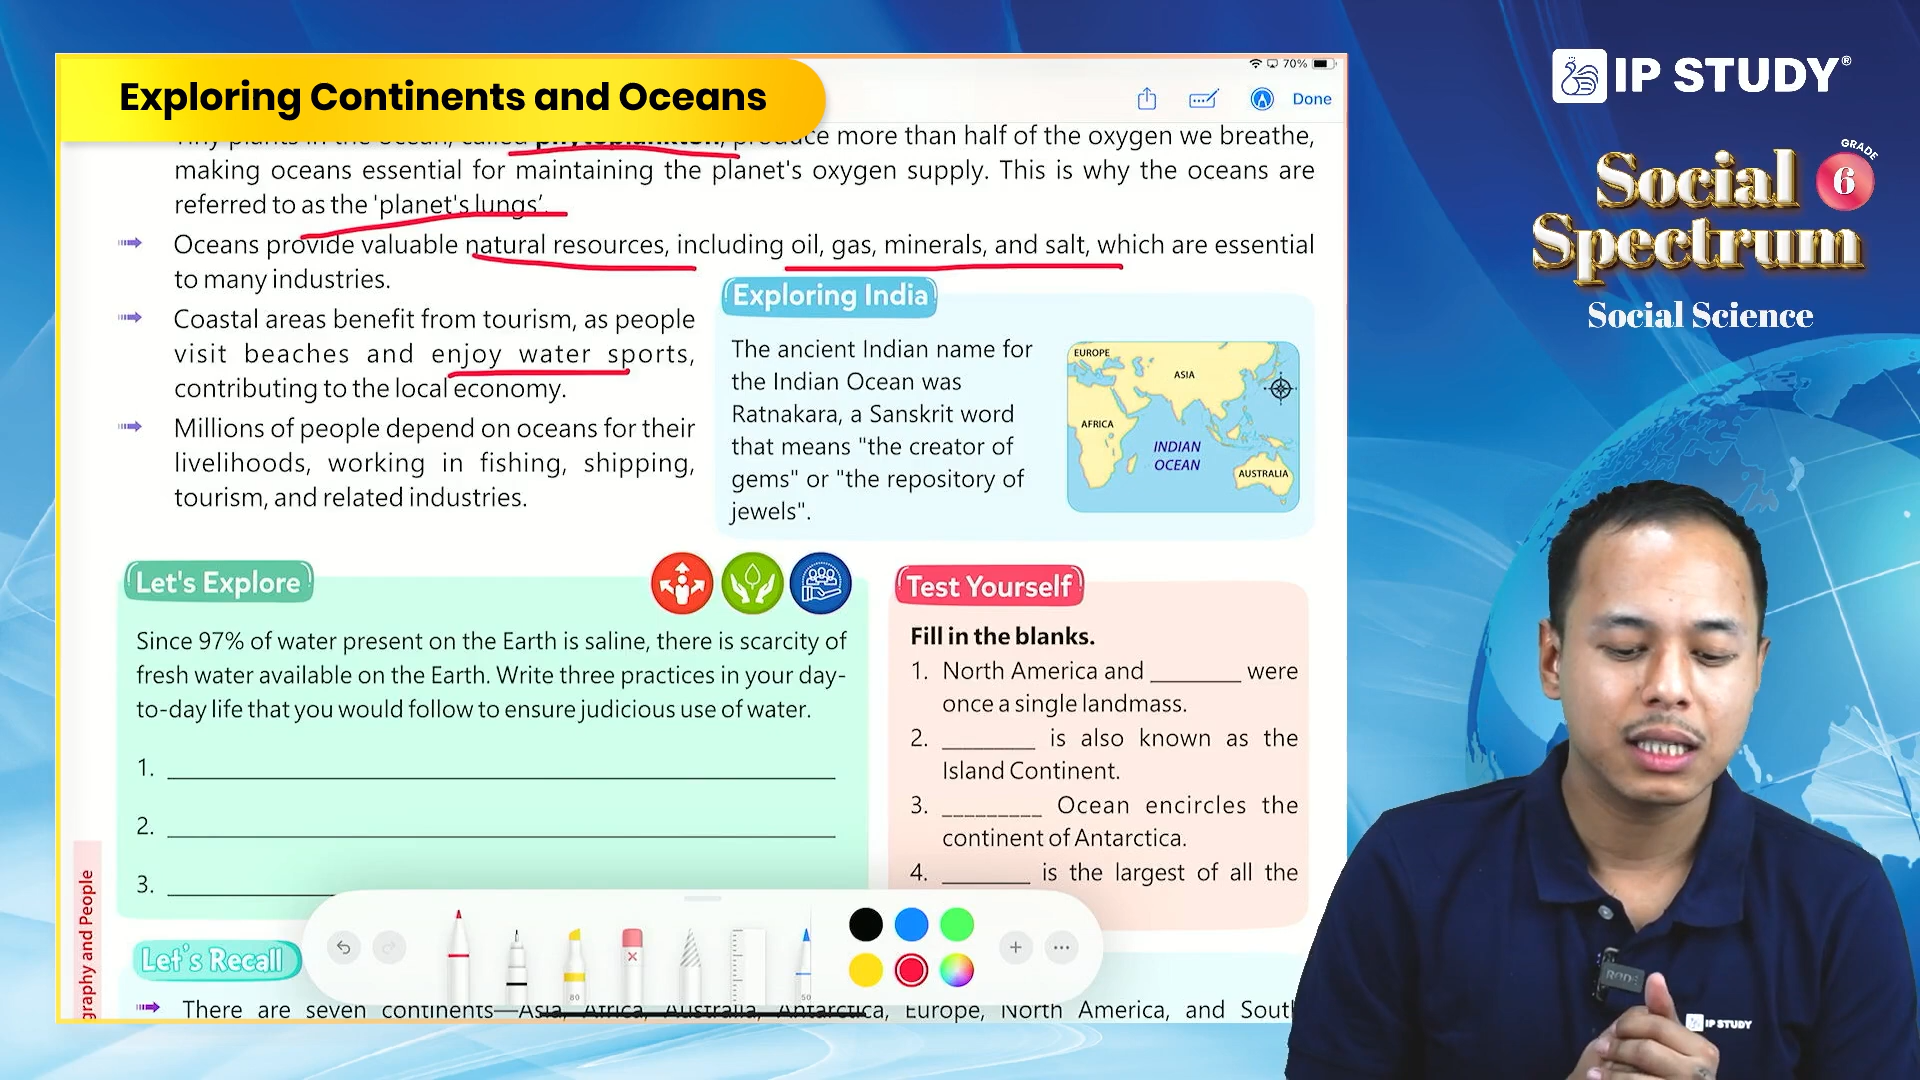 Exploring Continents and Oceans
70%
Done
IP STUDY®
GRADE
Social 6
Spectrum
Social Science
phytoplankton, produce more than half of the oxygen we breathe,
making oceans essential for maintaining the planet's oxygen supply. This is why the oceans are
referred to as the 'planet's lungs'.
Oceans provide valuable natural resources, including oil, gas, minerals, and salt, which are essential
to many industries.
Coastal areas benefit from tourism, as people
visit beaches and enjoy water sports,
contributing to the local economy.
Millions of people depend on oceans for their
livelihoods, working in fishing, shipping,
tourism, and related industries.
Exploring India
The ancient Indian name for
the Indian Ocean was
Ratnakara, a Sanskrit word
that means "the creator of
gems" or "the repository of
jewels".
EUROPE
ASIA
AFRICA
INDIAN
OCEAN
AUSTRALIA
Let's Explore
Since 97% of water present on the Earth is saline, there is scarcity of
fresh water available on the Earth. Write three practices in your day-
to-day life that you would follow to ensure judicious use of water.
1.
2.
3.
Test Yourself
Fill in the blanks.
1. North America and ________ were
once a single landmass.
2. ________ is also known as the
Island Continent.
3. ________ Ocean encircles the
continent of Antarctica.
4. ________ is the largest of all the
80
50
graphy and People
Let's Recall
There are seven continents—Asia, Africa, Australia, Antarctica, Europe, North America, and South
RODE
IP STUDY